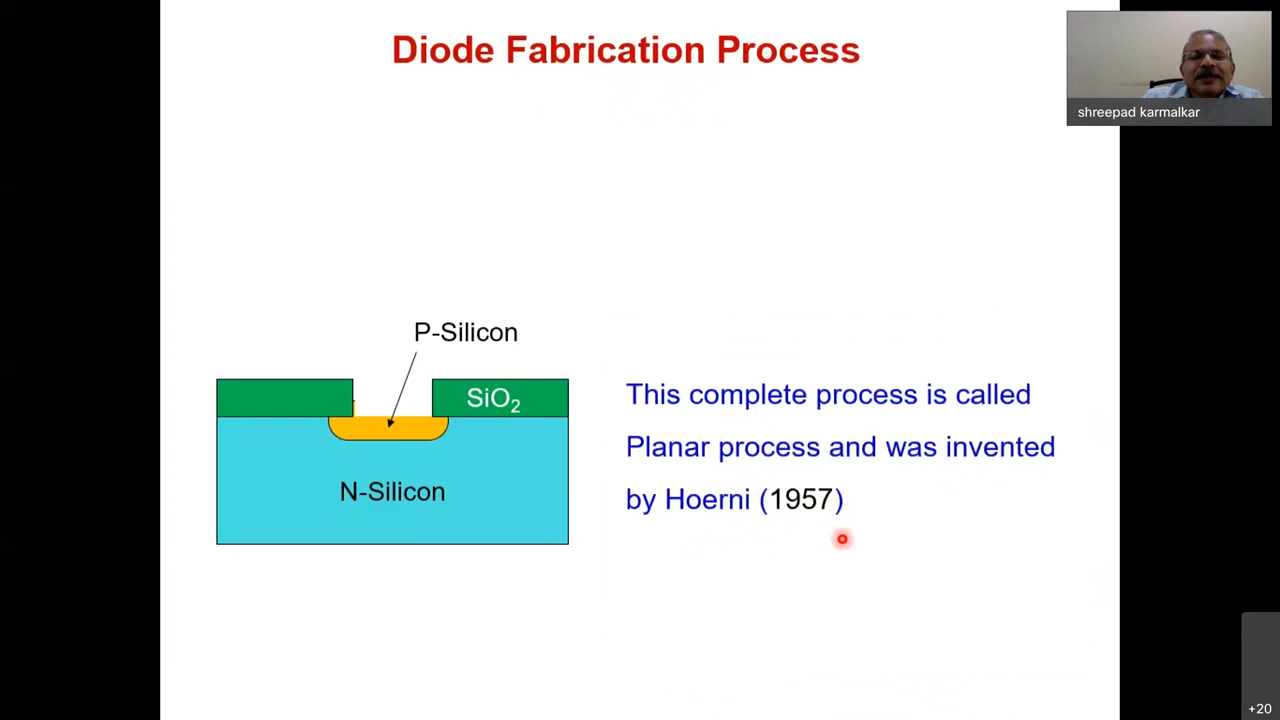 Diode Fabrication Process
shreepad karmalkar
P-Silicon
SiO₂
N-Silicon
This complete process is called
Planar process and was invented
by Hoerni (1957)
+20